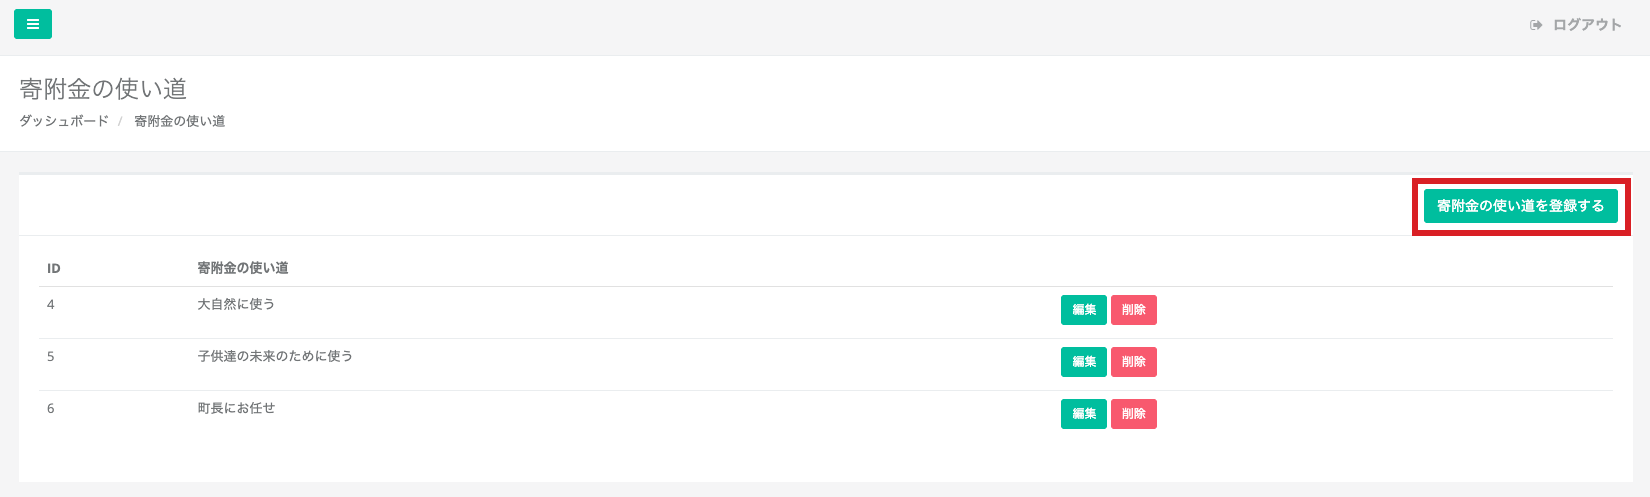 ログアウト
寄附金の使い道
ダッシュボード / 寄附金の使い道
寄附金の使い道を登録する
ID 寄附金の使い道
4 大自然に使う 編集 削除
5 子供達の未来のために使う 編集 削除
6 町長にお任せ 編集 削除